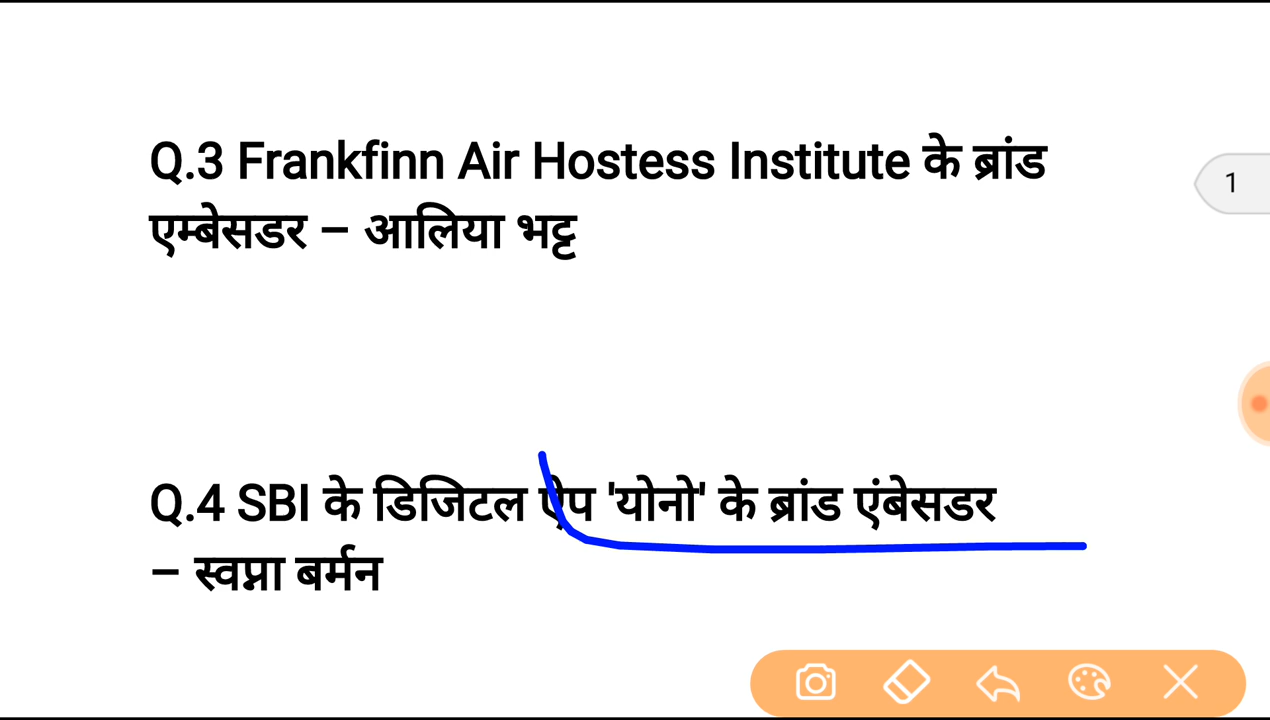 Q.3 Frankfinn Air Hostess Institute के ब्रांड
एम्बेसडर – आलिया भट्ट
1
Q.4 SBI के डिजिटल ऐप 'योनो' के ब्रांड एंबेसडर
– स्वप्ना बर्मन